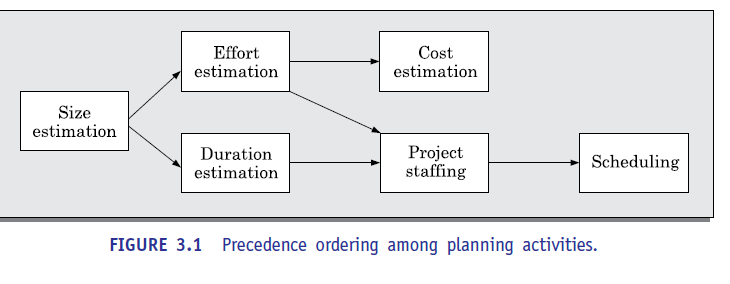 Effort
estimation
Cost
estimation
Size
estimation
Duration
estimation
Project
staffing
Scheduling
FIGURE 3.1 Precedence ordering among planning activities.